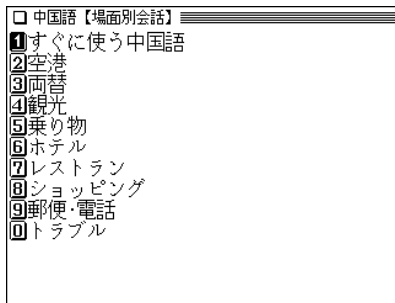 中国語【場面別会話】
1すぐに使う中国語
2空港
3両替
4観光
5乗り物
6ホテル
7レストラン
8ショッピング
9郵便・電話
0トラブル